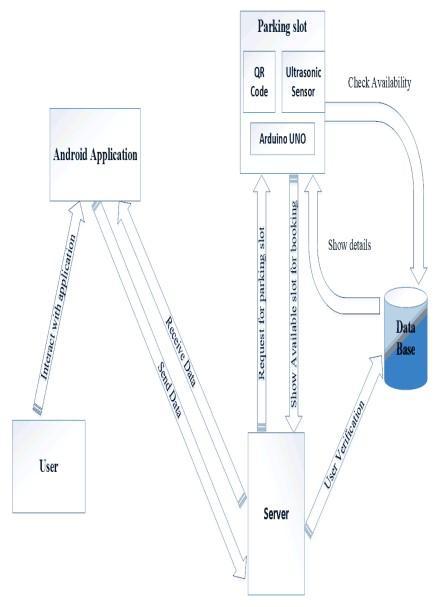 Parking slot
QR
Code
Ultrasonic
Sensor
Arduino UNO
Check Availability
Android Application
Interact with application
Receive Data
Send Data
Request for parking slot
Show Available slot for booking
Show details
Data
Base
User Verification
User
Server